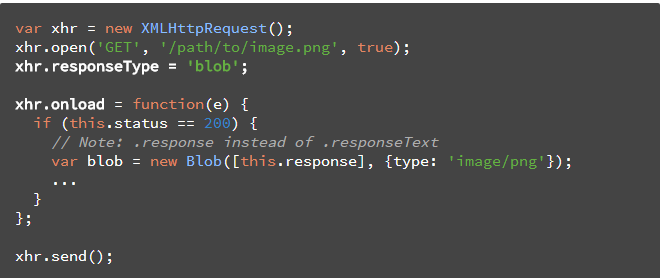 var xhr = new XMLHttpRequest();
xhr.open('GET', '/path/to/image.png', true);
xhr.responseType = 'blob';

xhr.onload = function(e) {
  if (this.status == 200) {
    // Note: .response instead of .responseText
    var blob = new Blob([this.response], {type: 'image/png'});
    ...
  }
};

xhr.send();